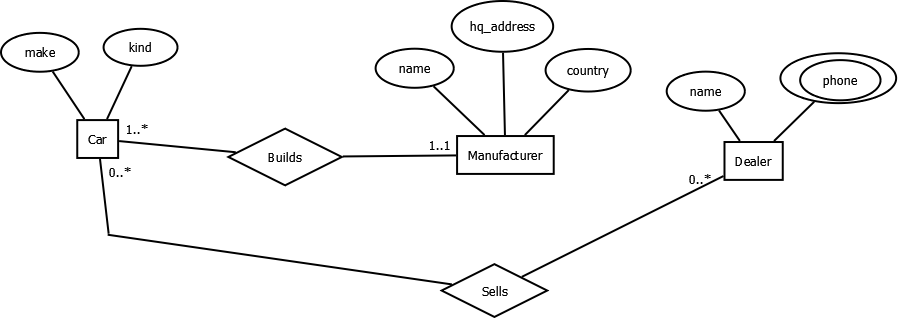 hq_address
make
kind
name
country
phone
name
1..*
Car
1..1
Builds
Manufacturer
Dealer
0..*
0..*
Sells